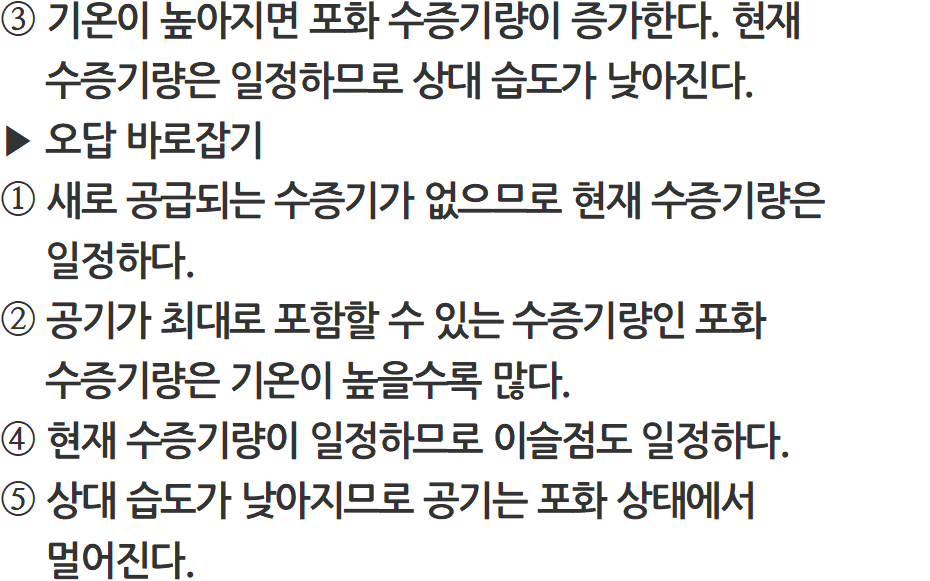 ③ 기온이 높아지면 포화 수증기량이 증가한다. 현재
수증기량은 일정하므로 상대 습도가 낮아진다.
▶ 오답 바로잡기
① 새로 공급되는 수증기가 없으므로 현재 수증기량은
일정하다.
② 공기가 최대로 포함할 수 있는 수증기량인 포화
수증기량은 기온이 높을수록 많다.
④ 현재 수증기량이 일정하므로 이슬점도 일정하다.
⑤ 상대 습도가 낮아지므로 공기는 포화 상태에서
멀어진다.